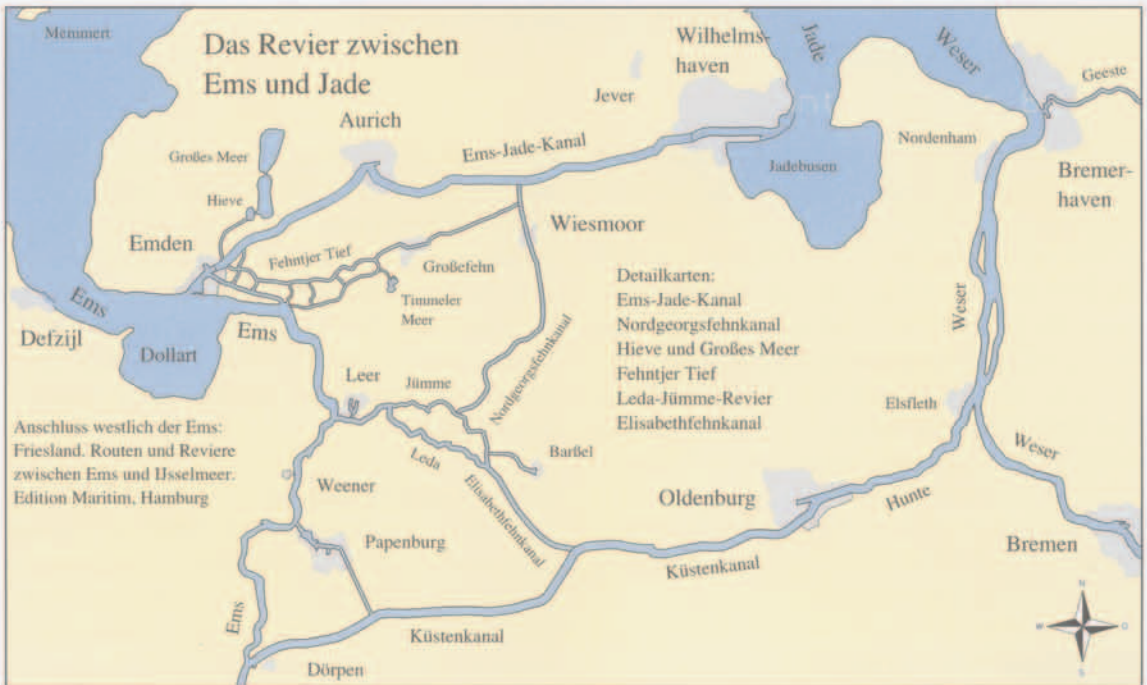 Memmert
Das Revier zwischen
Ems und Jade
Wilhelms-
haven
Jade
Weser
Geeste
Jever
Aurich
Ems-Jade-Kanal
Nordenham
Großes Meer
Jadebusen
Bremer-
haven
Hieve
Emden
Wiesmoor
Fehntjer Tief
Großefehn
Timmeler
Meer
Detailkarten:
Ems-Jade-Kanal
Nordgeorgsfehnkanal
Hieve und Großes Meer
Fehntjer Tief
Leda-Jümme-Revier
Elisabethfehnkanal
Ems
Ems
Weser
Defzijl
Dollart
Nordgeorgsfehnkanal
Leer
Jümme
Elsfleth
Anschluss westlich der Ems:
Friesland. Routen und Reviere
zwischen Ems und IJsselmeer.
Edition Maritim, Hamburg
Leda
Barßel
Weser
Weener
Elisabethfehnkanal
Oldenburg
Hunte
Papenburg
Bremen
Küstenkanal
Ems
Küstenkanal
N
W
O
S
Dörpen